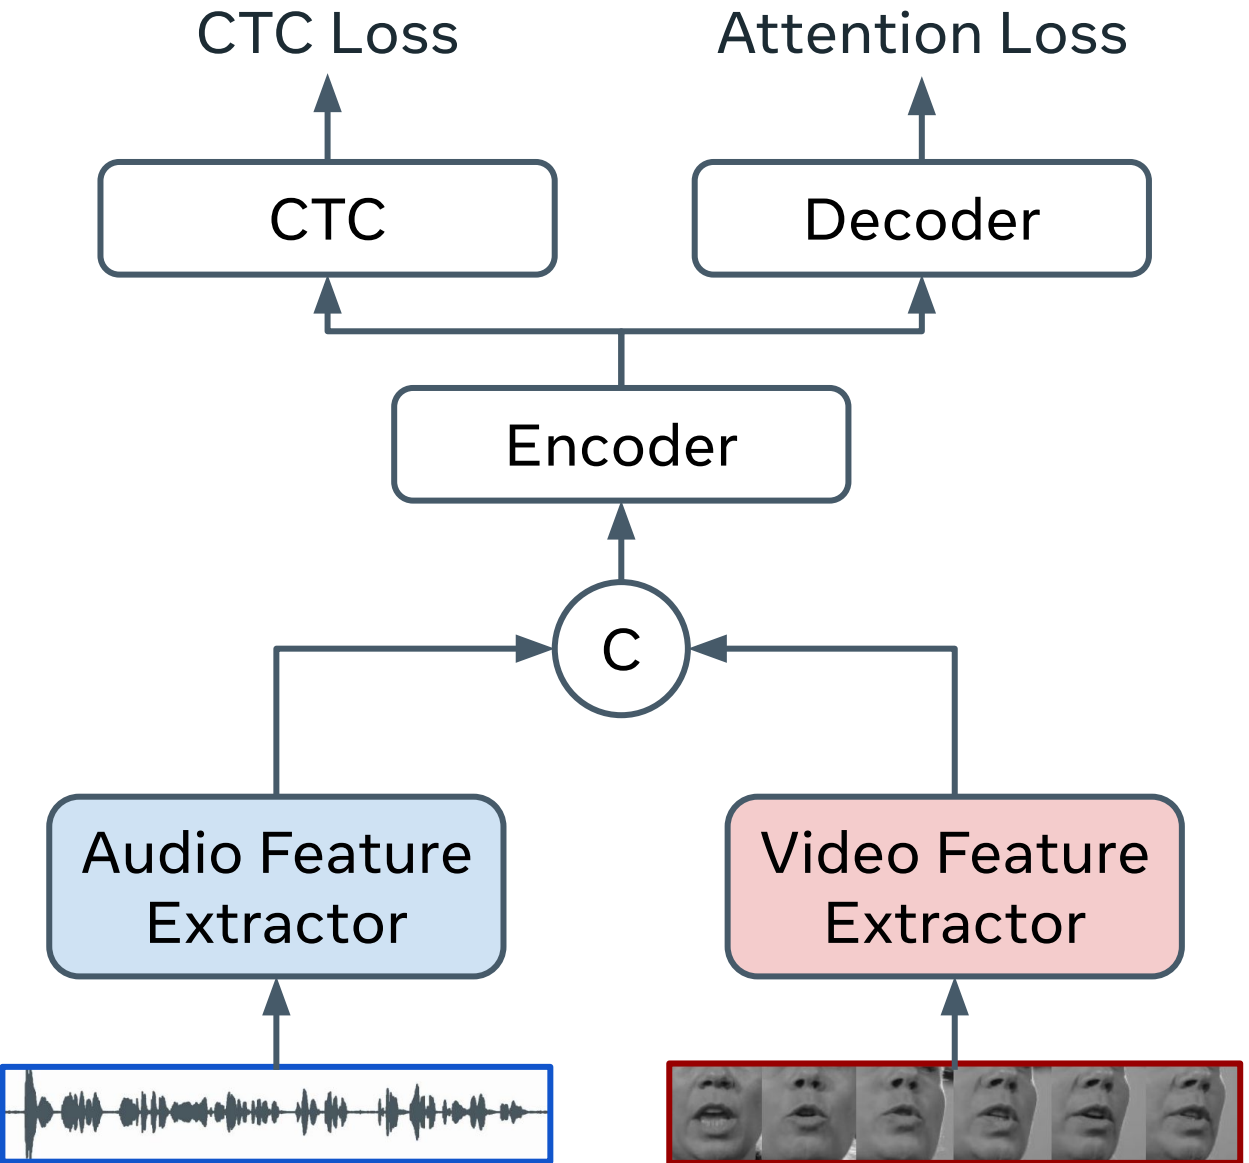 CTC Loss
Attention Loss
CTC
Decoder
Encoder
C
Audio Feature
Extractor
Video Feature
Extractor